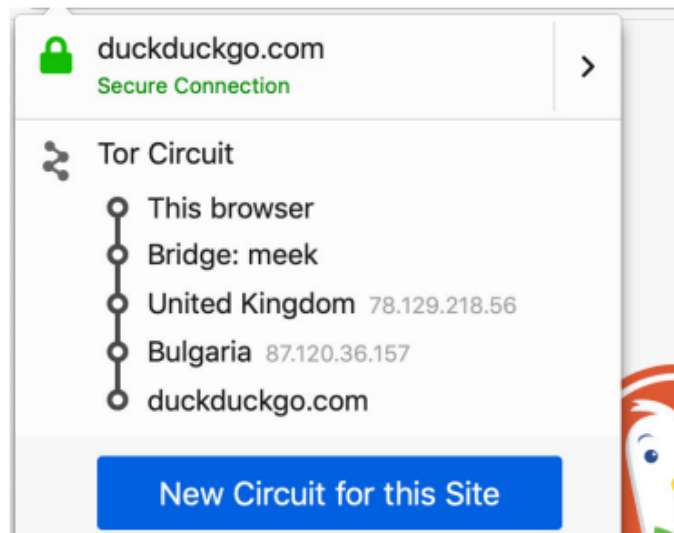 duckduckgo.com
Secure Connection
Tor Circuit
This browser
Bridge: meek
United Kingdom 78.129.218.56
Bulgaria 87.120.36.157
duckduckgo.com
New Circuit for this Site